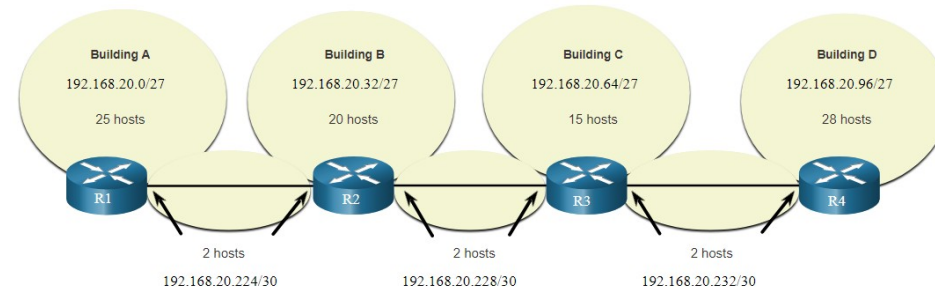 Building A
192.168.20.0/27
25 hosts
Building B
192.168.20.32/27
20 hosts
Building C
192.168.20.64/27
15 hosts
Building D
192.168.20.96/27
28 hosts
R1
R2
R3
R4
2 hosts
192.168.20.224/30
2 hosts
192.168.20.228/30
2 hosts
192.168.20.232/30